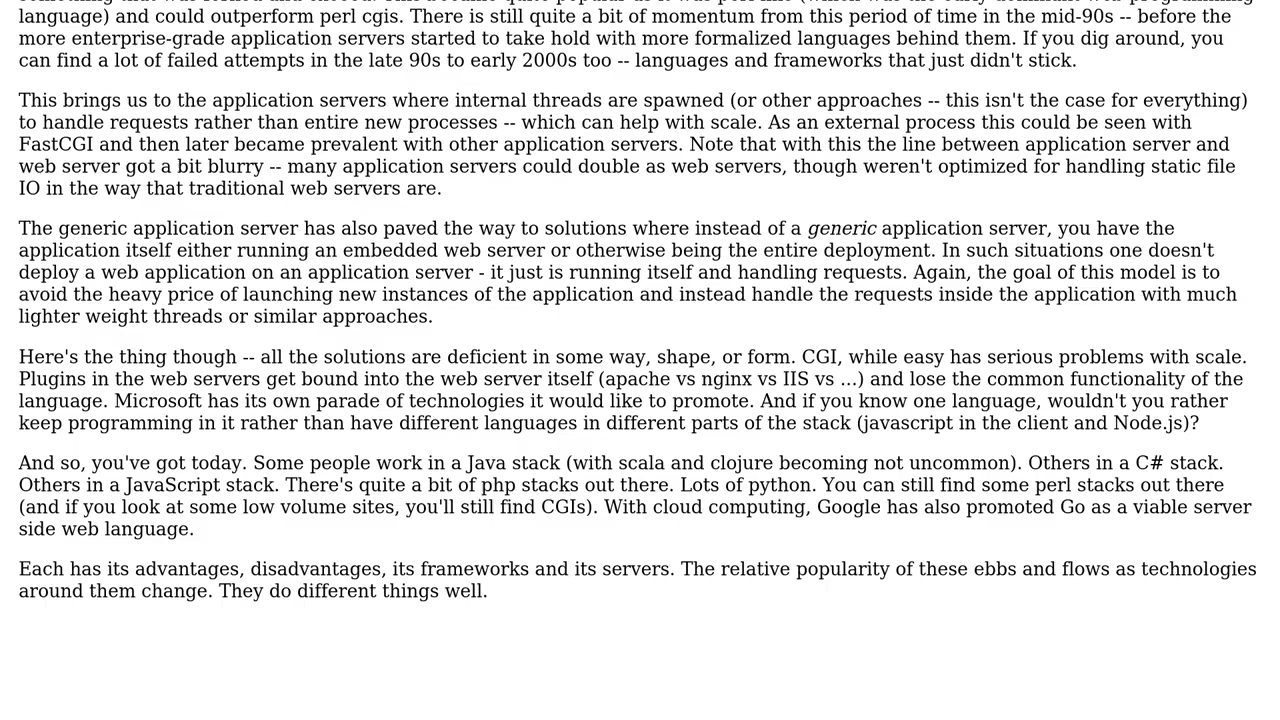 language) and could outperform perl cgis. There is still quite a bit of momentum from this period of time in the mid-90s -- before the
more enterprise-grade application servers started to take hold with more formalized languages behind them. If you dig around, you
can find a lot of failed attempts in the late 90s to early 2000s too -- languages and frameworks that just didn't stick.
This brings us to the application servers where internal threads are spawned (or other approaches -- this isn't the case for everything)
to handle requests rather than entire new processes -- which can help with scale. As an external process this could be seen with
FastCGI and then later became prevalent with other application servers. Note that with this the line between application server and
web server got a bit blurry -- many application servers could double as web servers, though weren't optimized for handling static file
IO in the way that traditional web servers are.
The generic application server has also paved the way to solutions where instead of a generic application server, you have the
application itself either running an embedded web server or otherwise being the entire deployment. In such situations one doesn't
deploy a web application on an application server - it just is running itself and handling requests. Again, the goal of this model is to
avoid the heavy price of launching new instances of the application and instead handle the requests inside the application with much
lighter weight threads or similar approaches.
Here's the thing though -- all the solutions are deficient in some way, shape, or form. CGI, while easy has serious problems with scale.
Plugins in the web servers get bound into the web server itself (apache vs nginx vs IIS vs ...) and lose the common functionality of the
language. Microsoft has its own parade of technologies it would like to promote. And if you know one language, wouldn't you rather
keep programming in it rather than have different languages in different parts of the stack (javascript in the client and Node.js)?
And so, you've got today. Some people work in a Java stack (with scala and clojure becoming not uncommon). Others in a C# stack.
Others in a JavaScript stack. There's quite a bit of php stacks out there. Lots of python. You can still find some perl stacks out there
(and if you look at some low volume sites, you'll still find CGIs). With cloud computing, Google has also promoted Go as a viable server
side web language.
Each has its advantages, disadvantages, its frameworks and its servers. The relative popularity of these ebbs and flows as technologies
around them change. They do different things well.